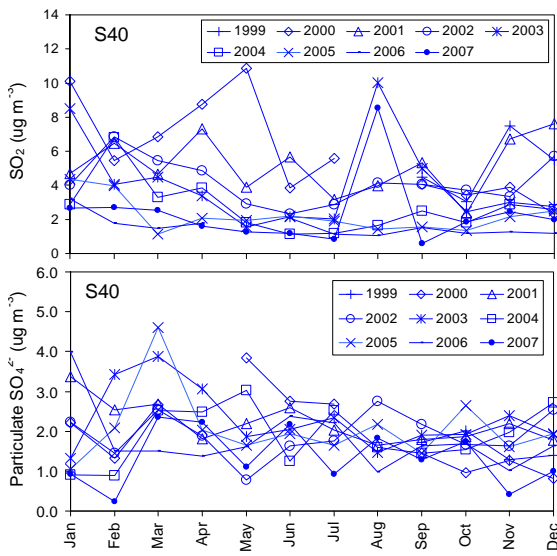 S40
1999 2000 2001 2002 2003
2004 2005 2006 2007
14
12
10
8
6
4
2
0
SO₂ (ug m⁻³)
S40
1999 2000 2001
2002 2003 2004
2005 2006 2007
6.0
5.0
4.0
3.0
2.0
1.0
0.0
Particulate SO₄²⁻ (ug m⁻³)
Jan Feb Mar Apr May Jun Jul Aug Sep Oct Nov Dec